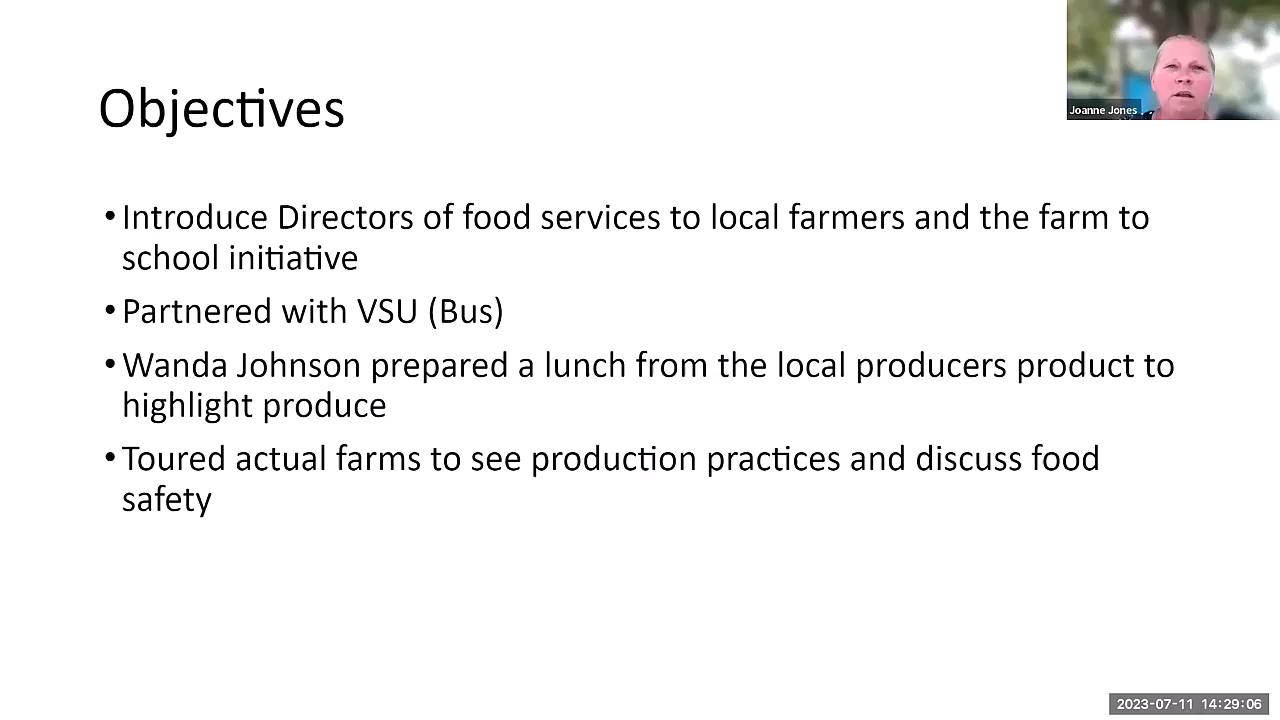 Objectives
Joanne Jones
•Introduce Directors of food services to local farmers and the farm to
school initiative
•Partnered with VSU (Bus)
•Wanda Johnson prepared a lunch from the local producers product to
highlight produce
•Toured actual farms to see production practices and discuss food
safety
2023-07-11 14:29:06